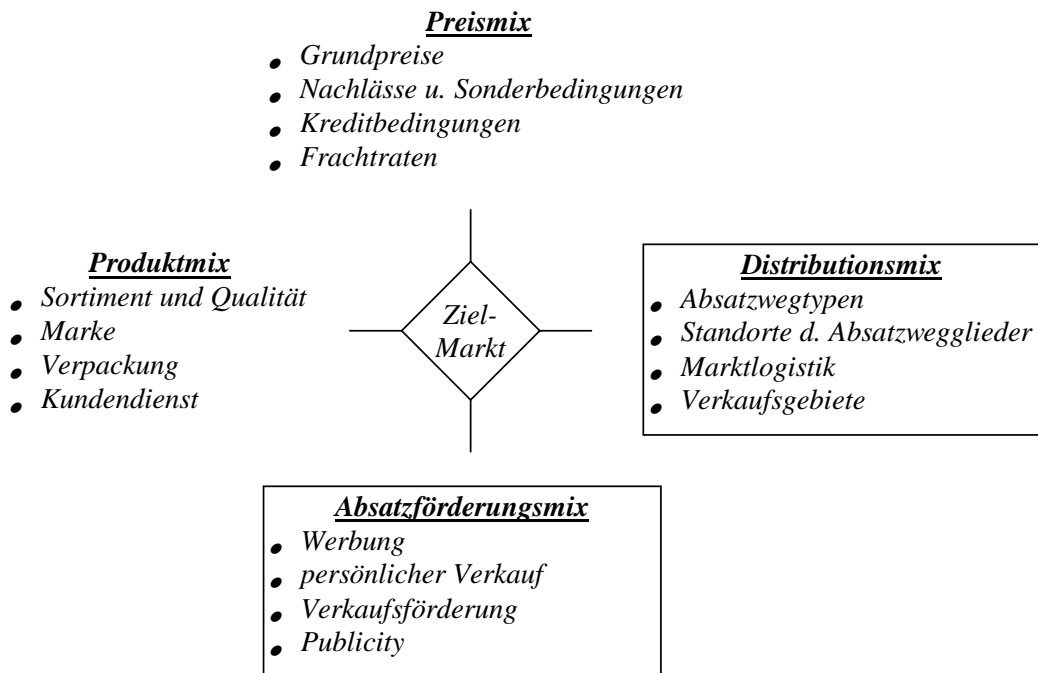 Preismix
• Grundpreise
• Nachlässe u. Sonderbedingungen
• Kreditbedingungen
• Frachtraten
Produktmix
• Sortiment und Qualität
• Marke
• Verpackung
• Kundendienst
Ziel-
Markt
Distributionsmix
• Absatzwegtypen
• Standorte d. Absatzwegglieder
• Marktlogistik
• Verkaufsgebiete
Absatzförderungsmix
• Werbung
• persönlicher Verkauf
• Verkaufsförderung
• Publicity